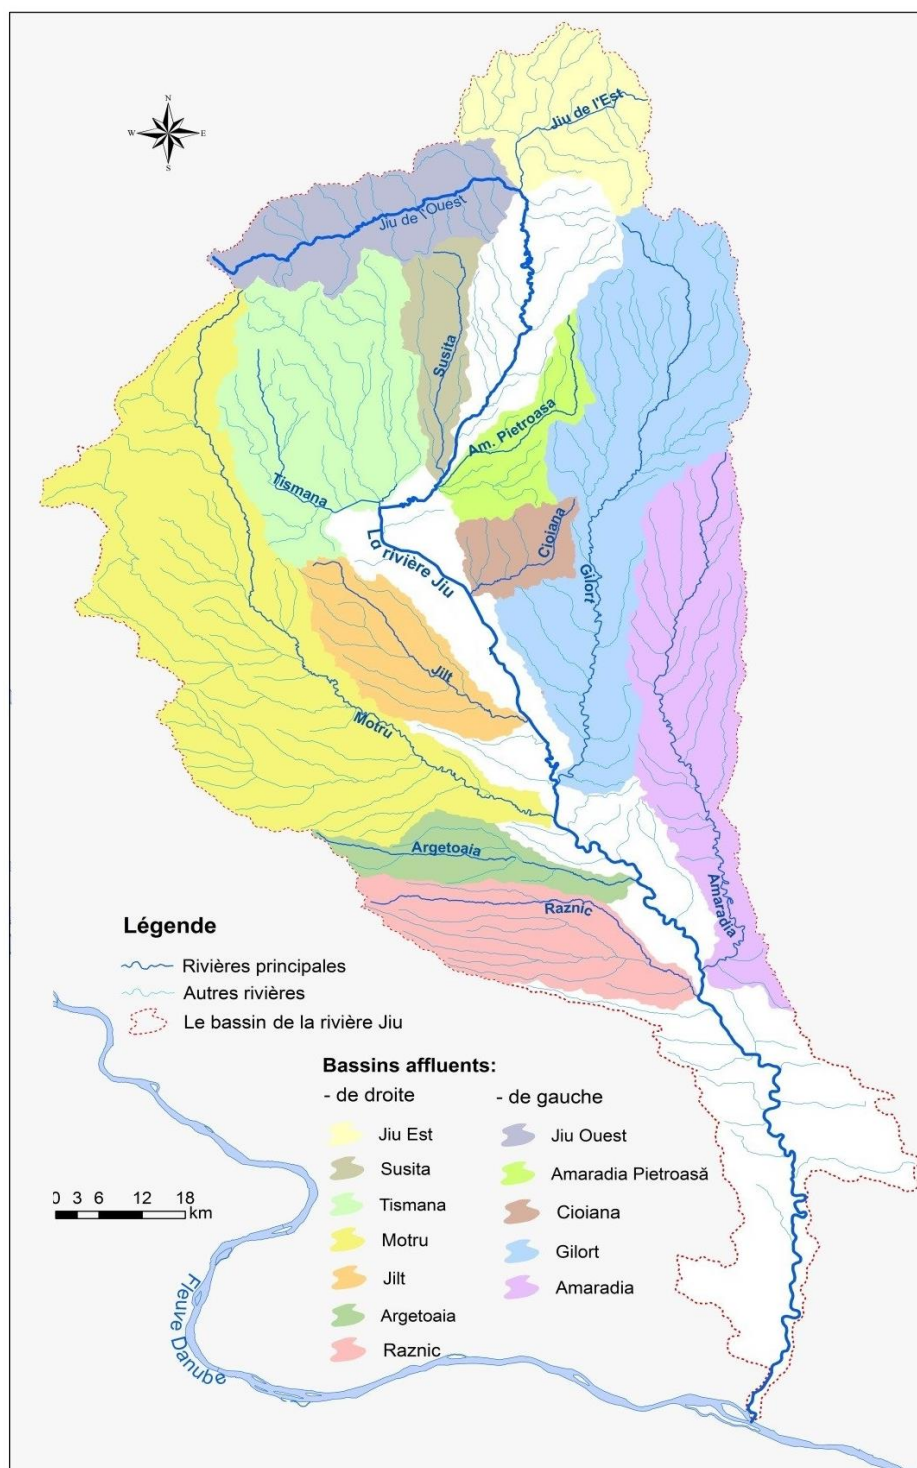 N
W
E
S
Jiu de l'Est
Jiu de l'Ouest
Susita
Am. Pietroasa
Tismana
Cioiana
La rivière Jiu
Gilort
Jilt
Motru
Argetoaia
Raznic
Amaradia
Légende
Rivières principales
Autres rivières
Le bassin de la rivière Jiu
Bassins affluents:
- de droite
Jiu Est
Susita
Tismana
Motru
Jilt
Argetoaia
Raznic
- de gauche
Jiu Ouest
Amaradia Pietroasă
Cioiana
Gilort
Amaradia
0 3 6 12 18
km
Fleuve Danube